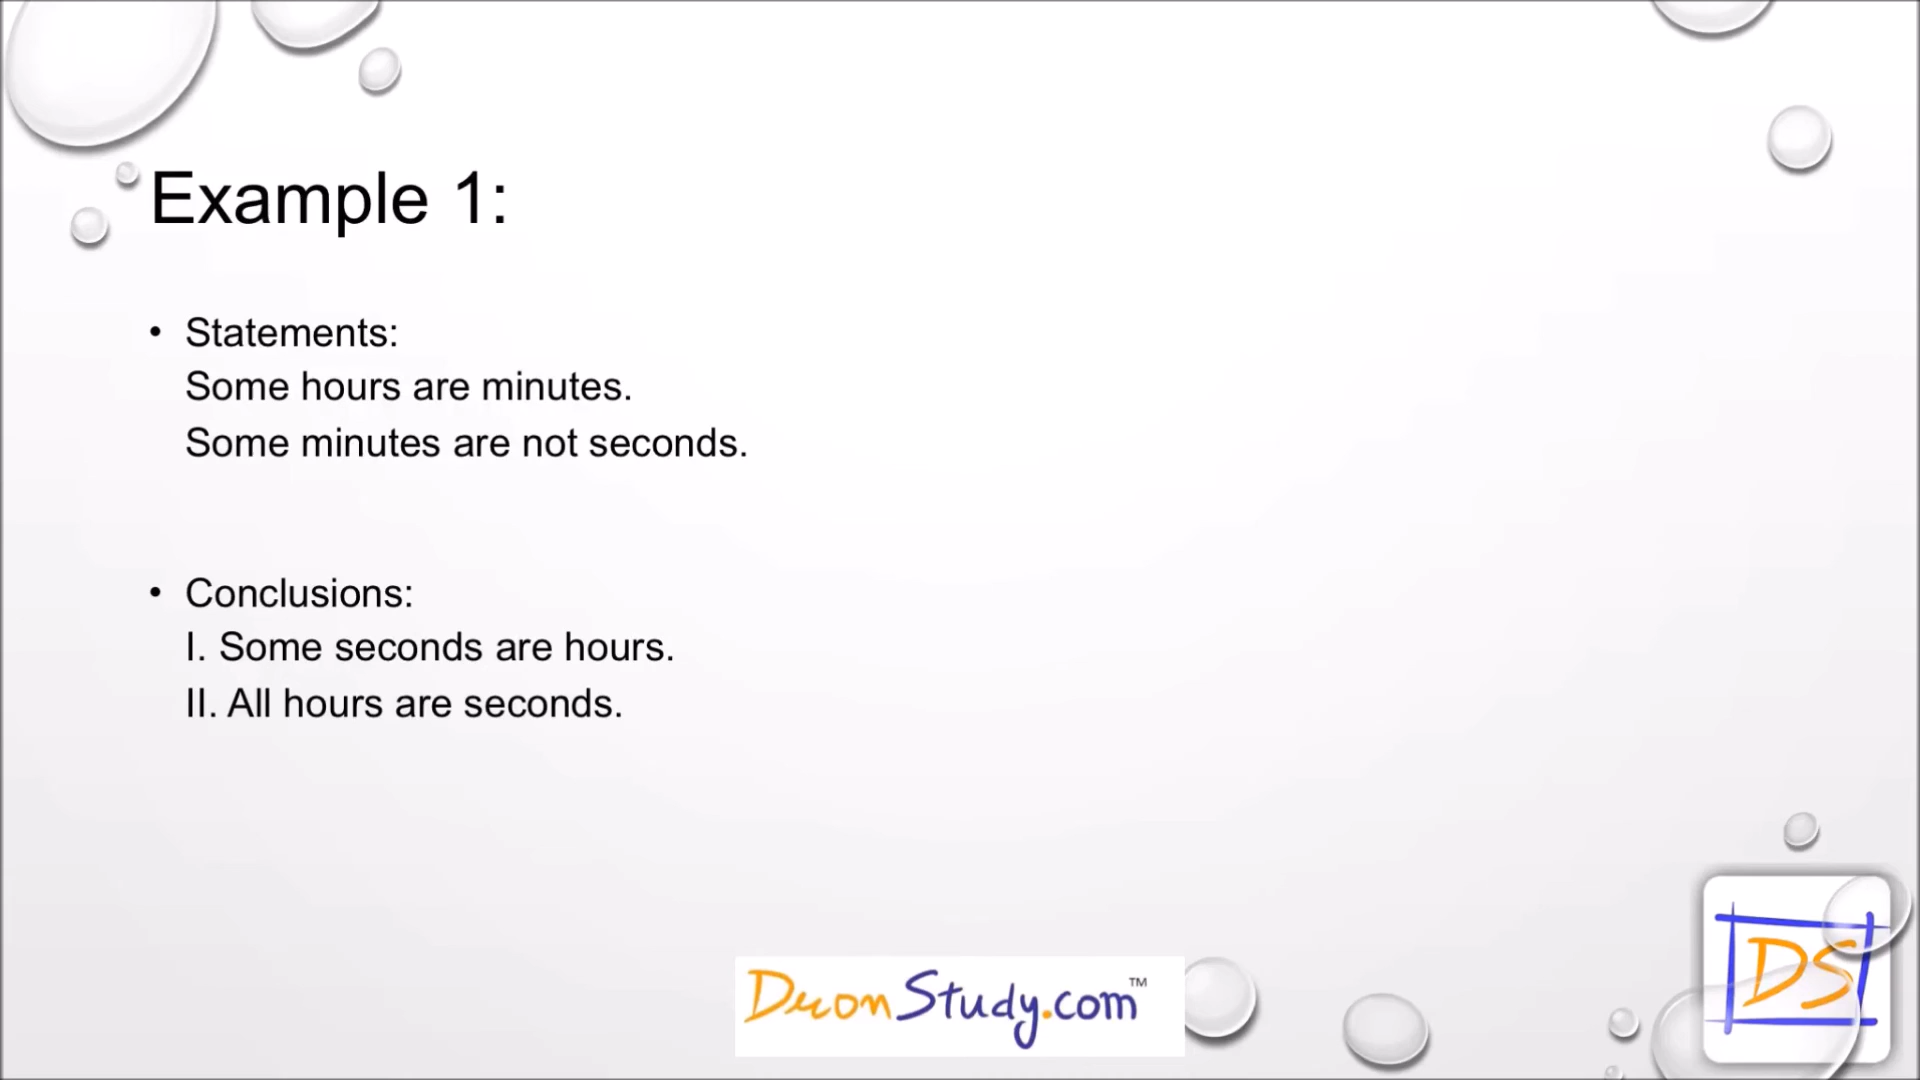 Example 1:
• Statements:
Some hours are minutes.
Some minutes are not seconds.
• Conclusions:
I. Some seconds are hours.
II. All hours are seconds.
DuonStudy.com™
DS